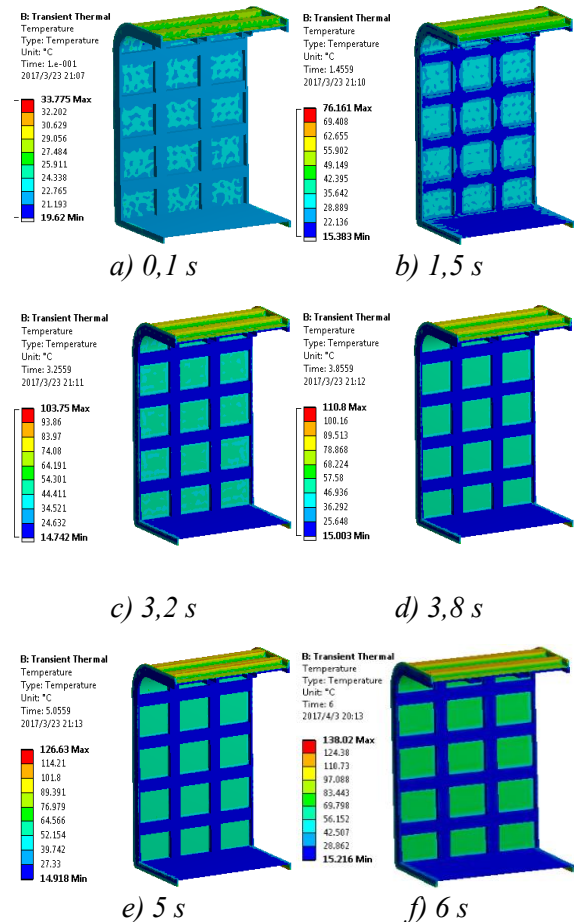 B: Transient Thermal
Temperature
Type: Temperature
Unit: °C
Time: 1.e-001
2017/3/23 21:07
33.775 Max
32.202
30.629
29.056
27.484
25.911
24.338
22.765
21.193
19.62 Min
a) 0,1 s
B: Transient Thermal
Temperature
Type: Temperature
Unit: °C
Time: 1.4559
2017/3/23 21:10
76.161 Max
69.408
62.655
55.902
49.149
42.395
35.642
28.889
22.136
15.383 Min
b) 1,5 s
B: Transient Thermal
Temperature
Type: Temperature
Unit: °C
Time: 3.2559
2017/3/23 21:11
103.75 Max
93.86
83.97
74.08
64.191
54.301
44.411
34.521
24.632
14.742 Min
c) 3,2 s
B: Transient Thermal
Temperature
Type: Temperature
Unit: °C
Time: 3.8559
2017/3/23 21:12
110.8 Max
100.16
89.513
78.868
68.224
57.58
46.936
36.292
25.648
15.003 Min
d) 3,8 s
B: Transient Thermal
Temperature
Type: Temperature
Unit: °C
Time: 5.0559
2017/3/23 21:13
126.63 Max
114.21
101.8
89.391
76.979
64.566
52.154
39.742
27.33
14.918 Min
e) 5 s
B: Transient Thermal
Temperature
Type: Temperature
Unit: °C
Time: 6
2017/4/3 20:13
138.02 Max
124.38
110.73
97.088
83.443
69.798
56.152
42.507
28.862
15.216 Min
f) 6 s